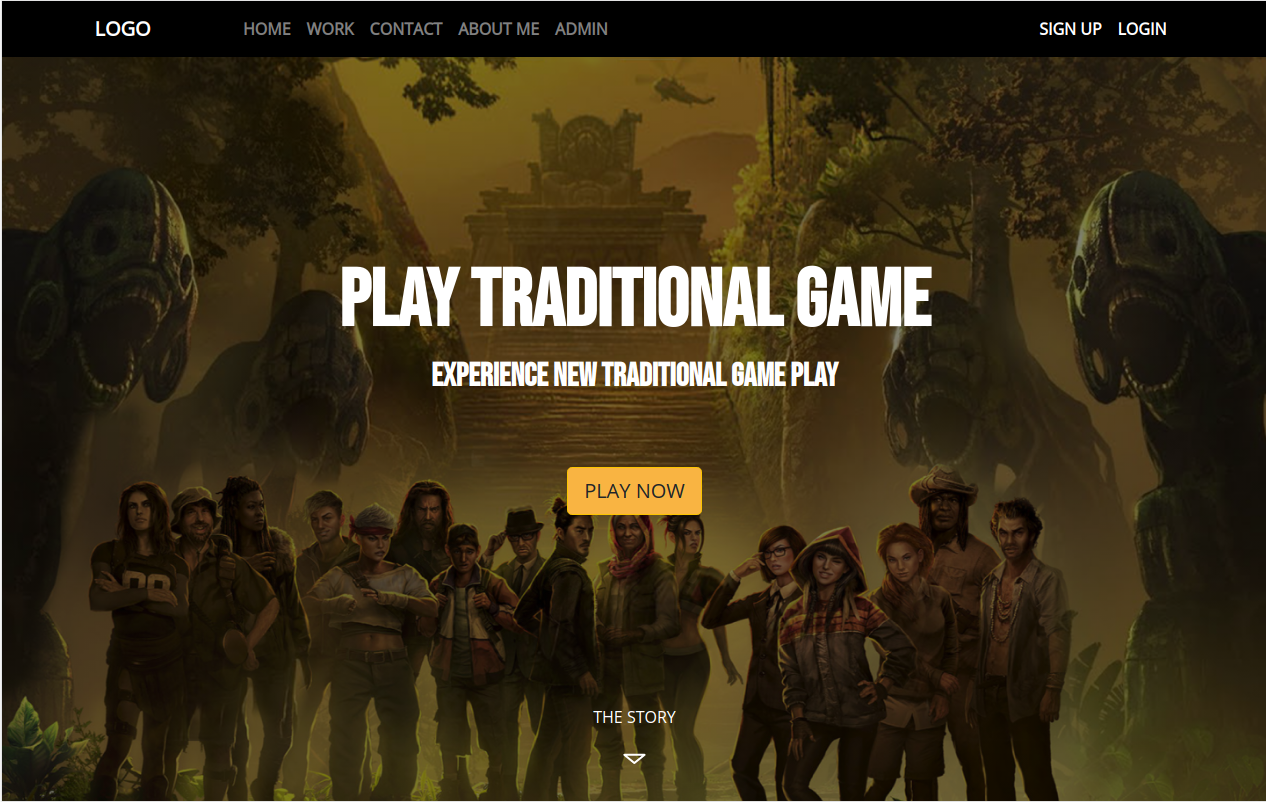 LOGO HOME WORK CONTACT ABOUT ME ADMIN SIGN UP LOGIN
PLAY TRADITIONAL GAME
EXPERIENCE NEW TRADITIONAL GAME PLAY
PLAY NOW
THE STORY